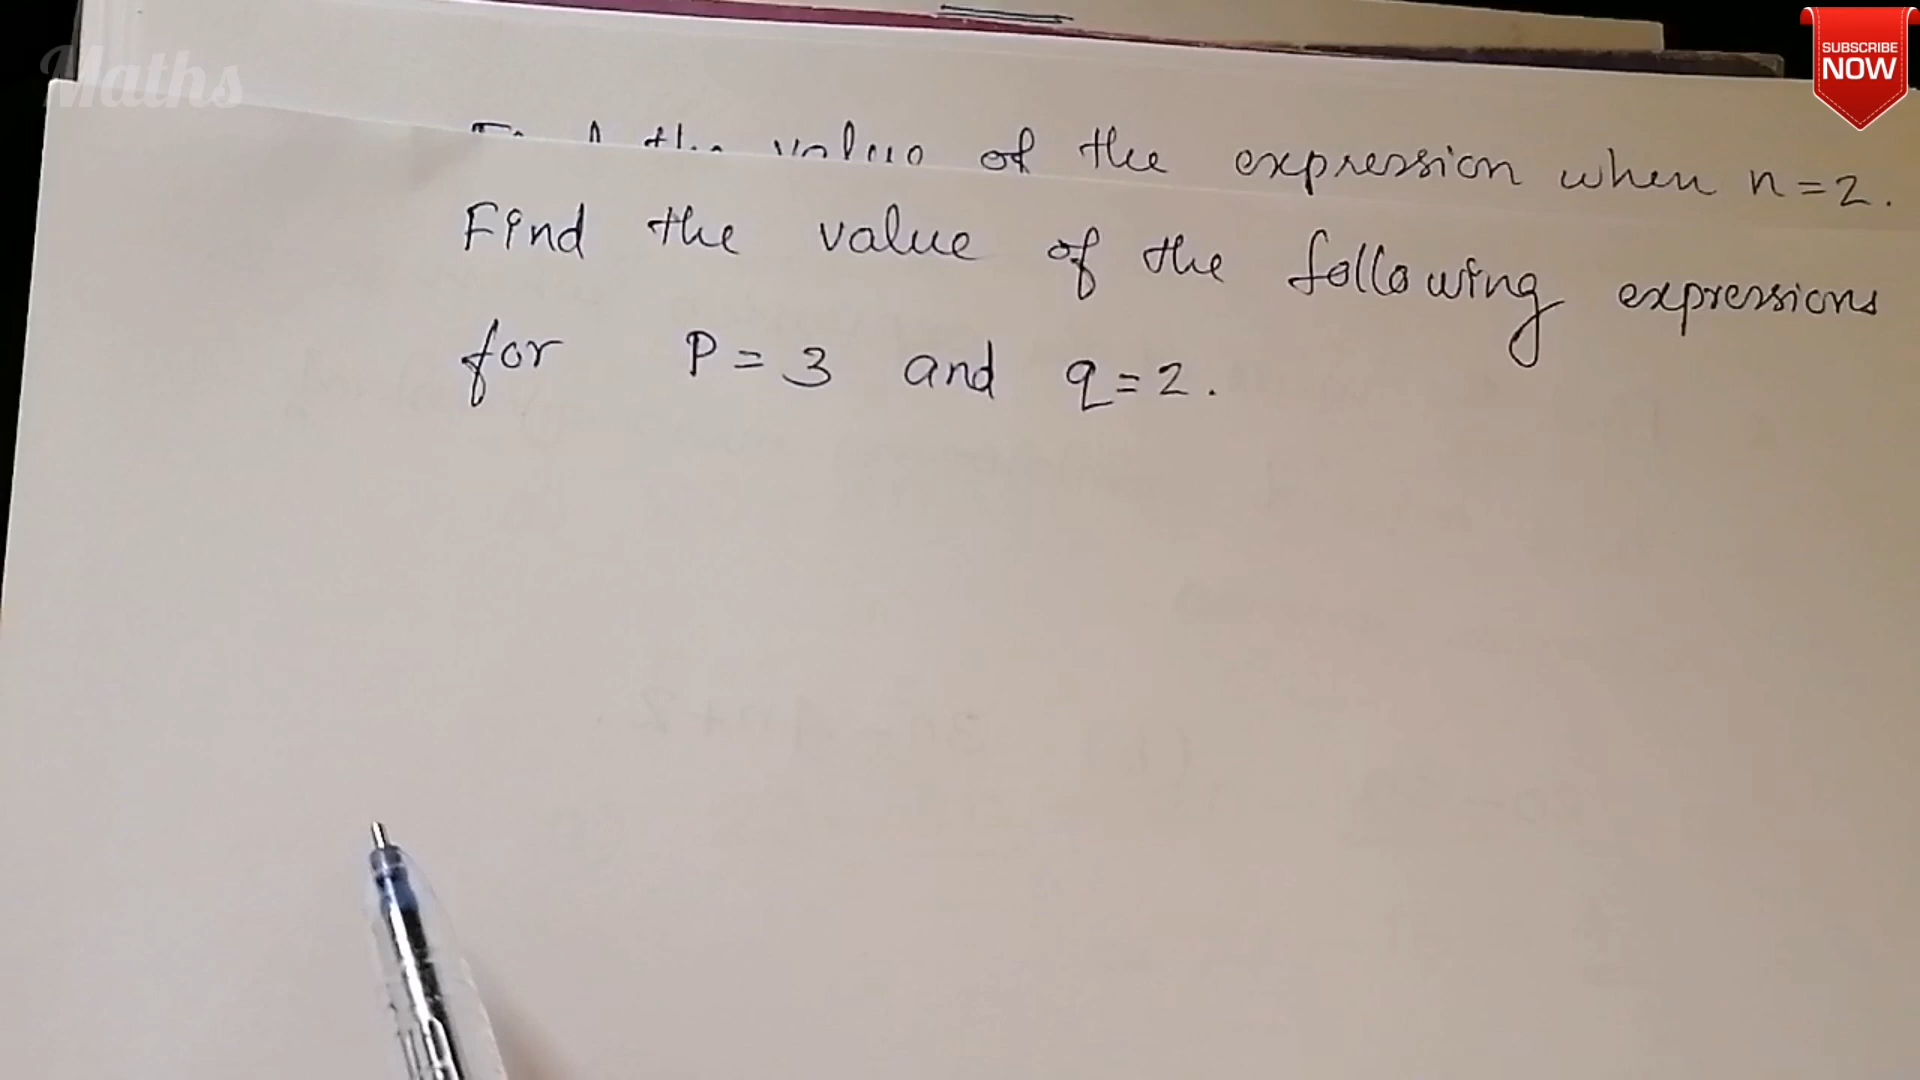 Maths
SUBSCRIBE
NOW
the value of the expression when n=2.
Find the value of the following expressions
for P=3 and q=2.